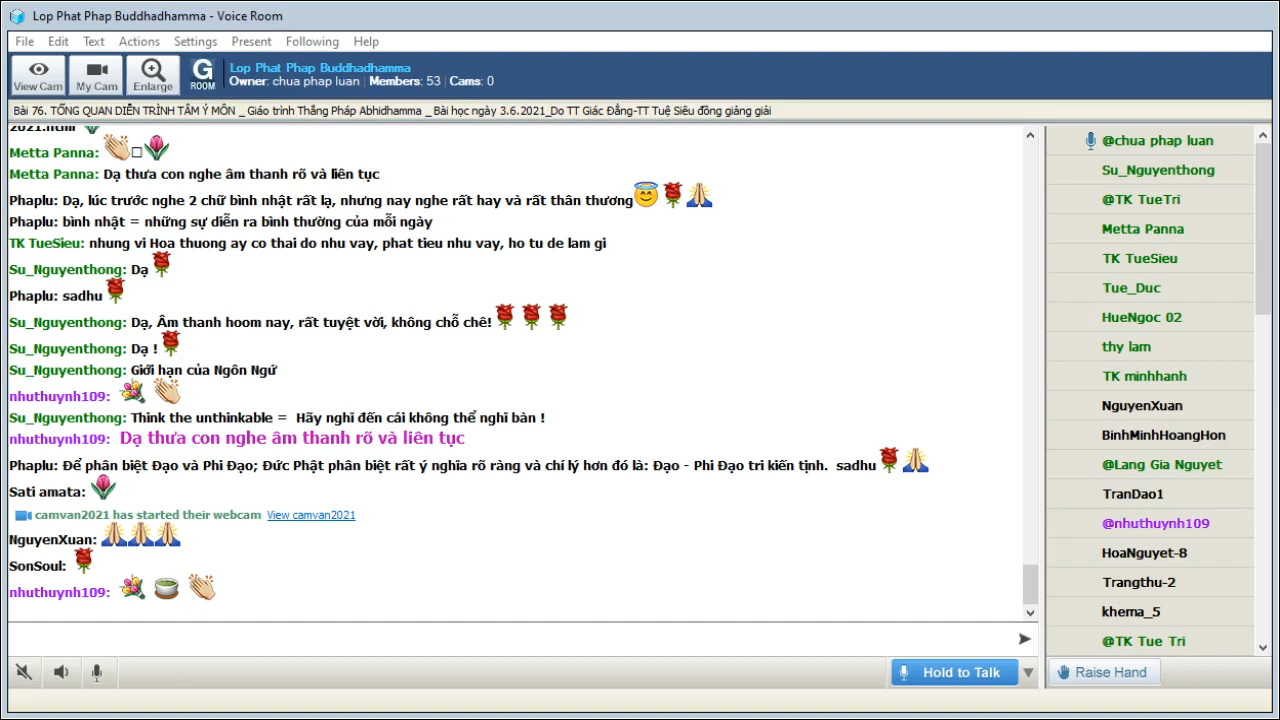 Lop Phat Phap Buddhadhamma - Voice Room
File Edit Text Actions Settings Present Following Help
View Cam My Cam Enlarge G ROOM
Lop Phat Phap Buddhadhamma
Owner: chua phap luan | Members: 53 | Cams: 0
Bài 76. TỔNG QUAN DIỄN TRÌNH TÂM Ý MÔN _ Giáo trình Thắng Pháp Abhidhamma _ Bài học ngày 3.6.2021_Do TT Giác Đẳng-TT Tuệ Siêu đồng giảng giải
2021.html
Metta Panna:
Metta Panna: Dạ thưa con nghe âm thanh rõ và liên tục
Phaplu: Dạ, lúc trước nghe 2 chữ bình nhật rất lạ, nhưng nay nghe rất hay và rất thân thương
Phaplu: bình nhật = những sự diễn ra bình thường của mỗi ngày
TK TueSieu: nhung vi Hoa thuong ay co thai do nhu vay, phat tieu nhu vay, ho tu de lam gi
Su_Nguyenthong: Dạ
Phaplu: sadhu
Su_Nguyenthong: Dạ, Âm thanh hoom nay, rất tuyệt vời, không chỗ chê!
Su_Nguyenthong: Dạ !
Su_Nguyenthong: Giới hạn của Ngôn Ngứ
nhuthuynh109:
Su_Nguyenthong: Think the unthinkable = Hãy nghĩ đến cái không thể nghĩ bàn !
nhuthuynh109: Dạ thưa con nghe âm thanh rõ và liên tục
Phaplu: Để phân biệt Đạo và Phi Đạo; Đức Phật phân biệt rất ý nghĩa rõ ràng và chí lý hơn đó là: Đạo - Phi Đạo tri kiến tịnh. sadhu
Sati amata:
camvan2021 has started their webcam View camvan2021
NguyenXuan:
SonSoul:
nhuthuynh109:
@chua phap luan
Su_Nguyenthong
@TK TueTri
Metta Panna
TK TueSieu
Tue_Duc
HueNgoc 02
thy lam
TK minhhanh
NguyenXuan
BinhMinhHoangHon
@Lang Gia Nguyet
TranDao1
@nhuthuynh109
HoaNguyet-8
Trangthu-2
khema_5
@TK Tue Tri
Hold to Talk
Raise Hand